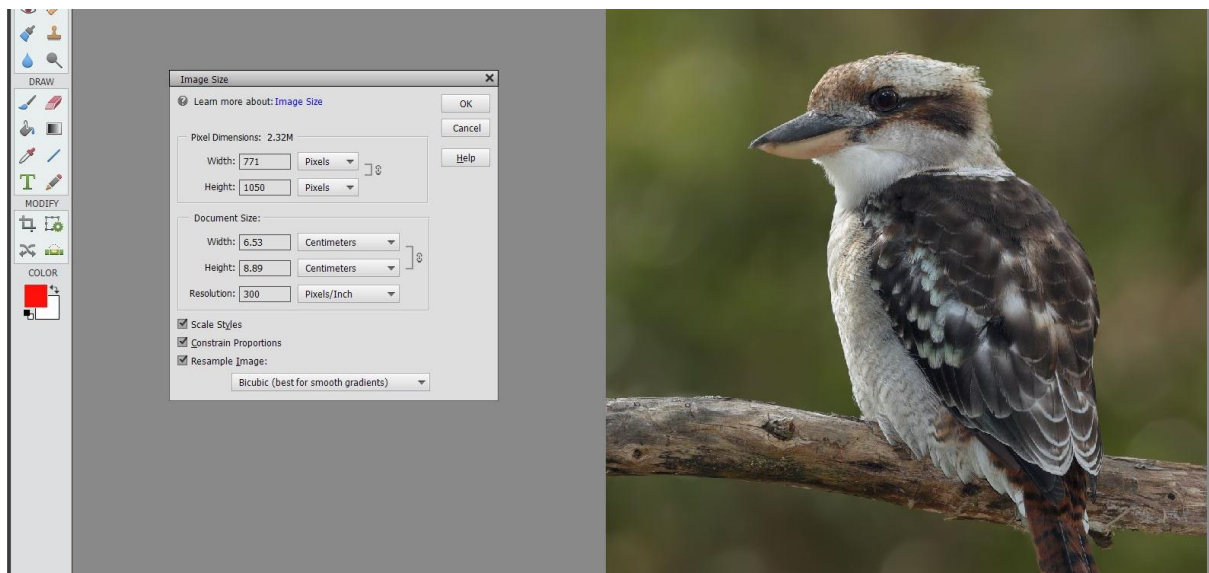 DRAW
T
MODIFY
COLOR
Image Size
Learn more about: Image Size
OK
Cancel
Help
Pixel Dimensions: 2.32M
Width: 771 Pixels
Height: 1050 Pixels
Document Size:
Width: 6.53 Centimeters
Height: 8.89 Centimeters
Resolution: 300 Pixels/Inch
Scale Styles
Constrain Proportions
Resample Image:
Bicubic (best for smooth gradients)